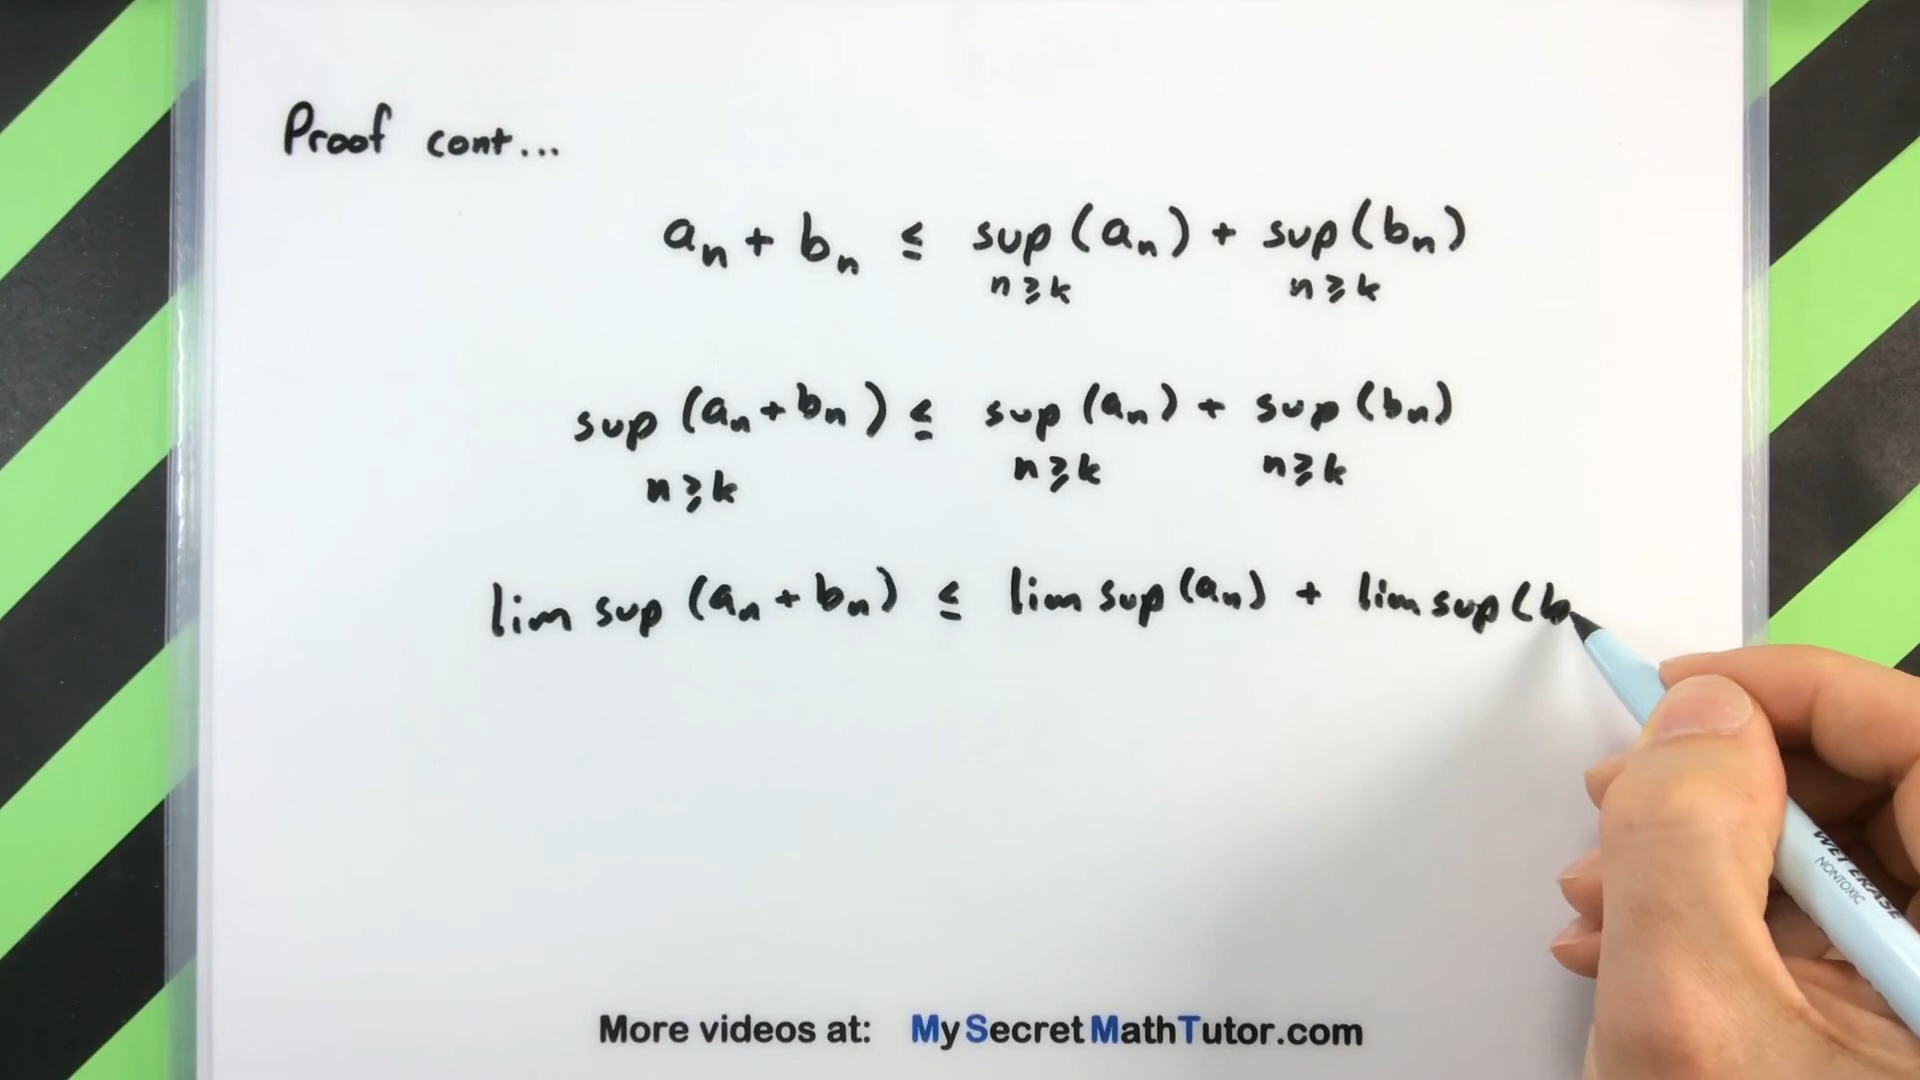 Proof cont...
aₙ + bₙ ≤ sup (aₙ) + sup (bₙ)
n ≥ k n ≥ k
sup (aₙ + bₙ) ≤ sup (aₙ) + sup (bₙ)
n ≥ k n ≥ k n ≥ k
lim sup (aₙ + bₙ) ≤ lim sup (aₙ) + lim sup (b
WET ERASE
NONTOXIC
More videos at: MySecretMathTutor.com